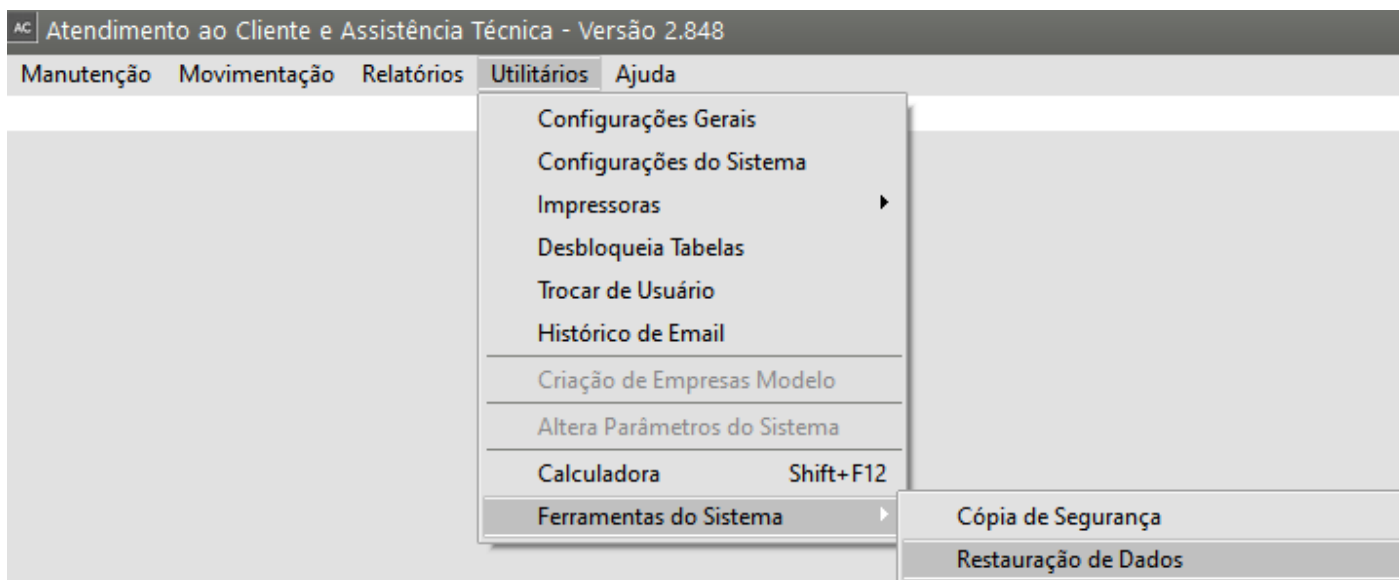 AC Atendimento ao Cliente e Assistência Técnica - Versão 2.848
Manutenção Movimentação Relatórios Utilitários Ajuda
Configurações Gerais
Configurações do Sistema
Impressoras
Desbloqueia Tabelas
Trocar de Usuário
Histórico de Email
Criação de Empresas Modelo
Altera Parâmetros do Sistema
Calculadora Shift+F12
Ferramentas do Sistema
Cópia de Segurança
Restauração de Dados